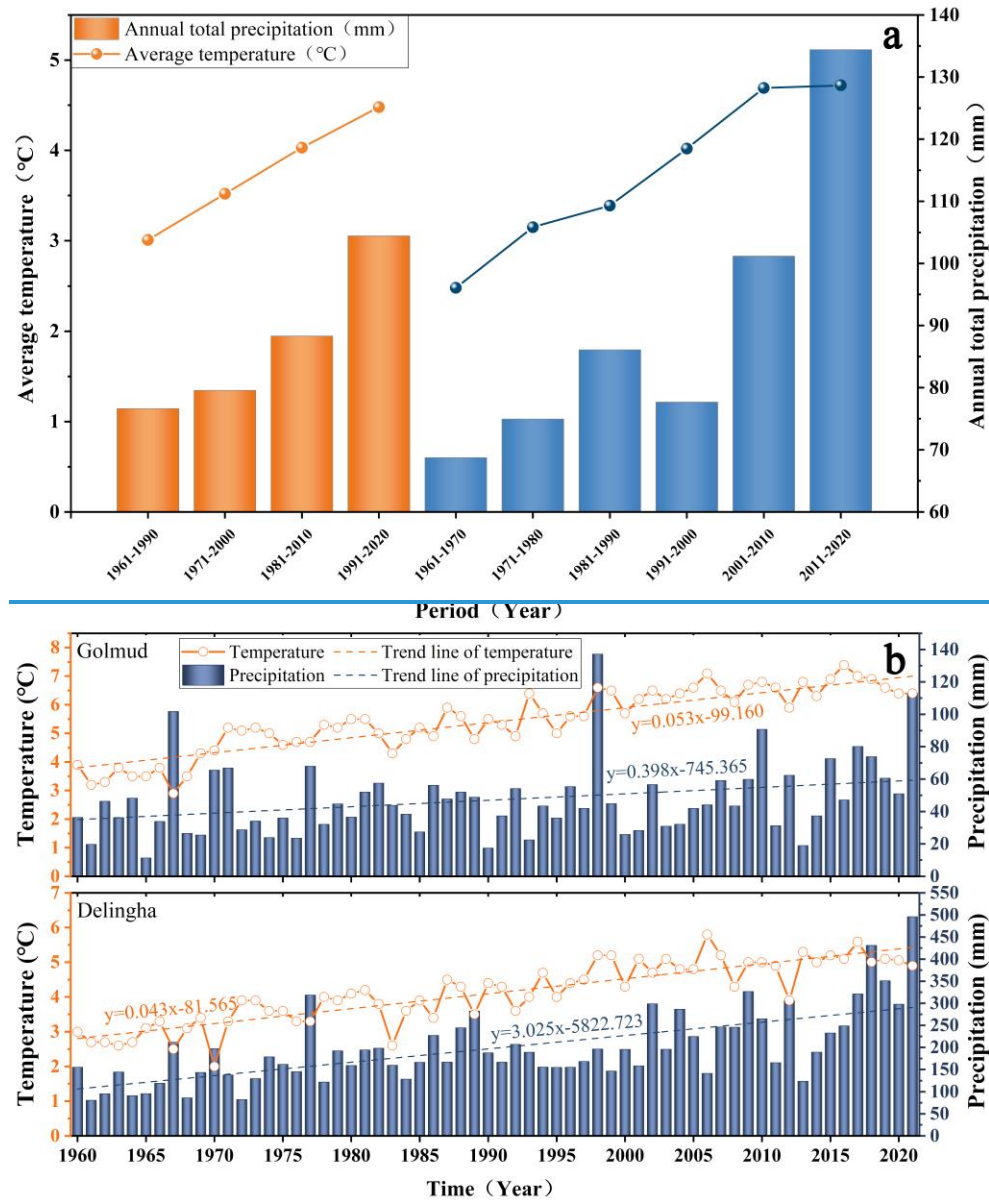 Annual total precipitation（mm）
Average temperature（℃）
a
Average temperature（℃）
5
4
3
2
1
0
Annual total precipitation（mm）
140
130
120
110
100
90
80
70
60
1961-1990
1971-2000
1981-2010
1991-2020
1961-1970
1971-1980
1981-1990
1991-2000
2001-2010
2011-2020
Period（Year）
Golmud
Temperature
Trend line of temperature
Precipitation
Trend line of precipitation
b
Temperature (℃)
8
7
6
5
4
3
2
1
0
y=0.053x-99.160
y=0.398x-745.365
Precipitation (mm)
140
120
100
80
60
40
20
0
Delingha
Temperature (℃)
7
6
5
4
3
2
1
0
y=0.043x-81.565
y=3.025x-5822.723
Precipitation (mm)
550
500
450
400
350
300
250
200
150
100
50
0
1960 1965 1970 1975 1980 1985 1990 1995 2000 2005 2010 2015 2020
Time（Year）